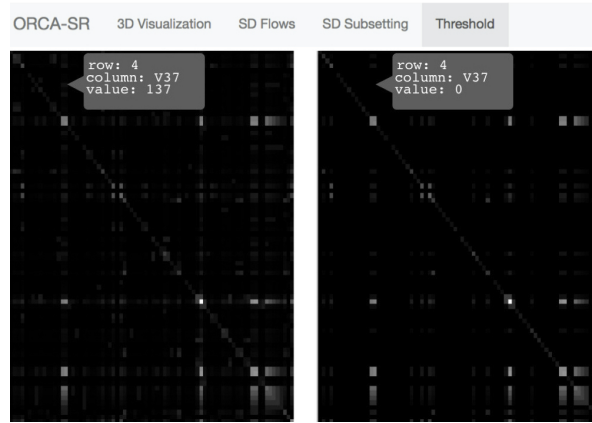 ORCA-SR 3D Visualization SD Flows SD Subsetting Threshold
row: 4
column: V37
value: 137
row: 4
column: V37
value: 0